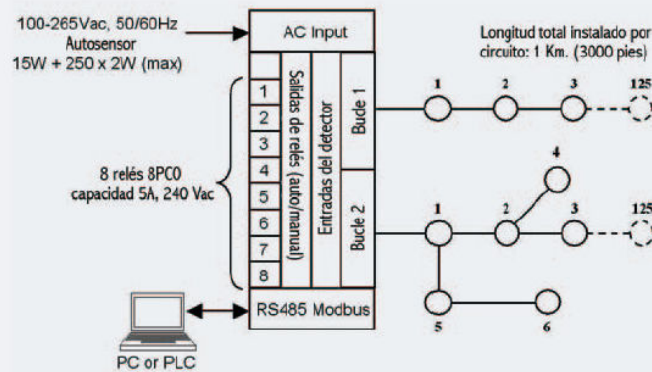 100-265Vac, 50/60Hz
Autosensor
15W + 250 x 2W (max)
AC Input
Longitud total instalado por
circuito: 1 Km. (3000 pies)
1
2
3
4
5
6
7
8
8 relés 8PC0
capacidad 5A, 240 Vac
Salidas de relés (auto/manual)
Entradas del detector
Bude 1
Bucle 2
1 2 3 125
4
1 2 3 125
5 6
RS485 Modbus
PC or PLC